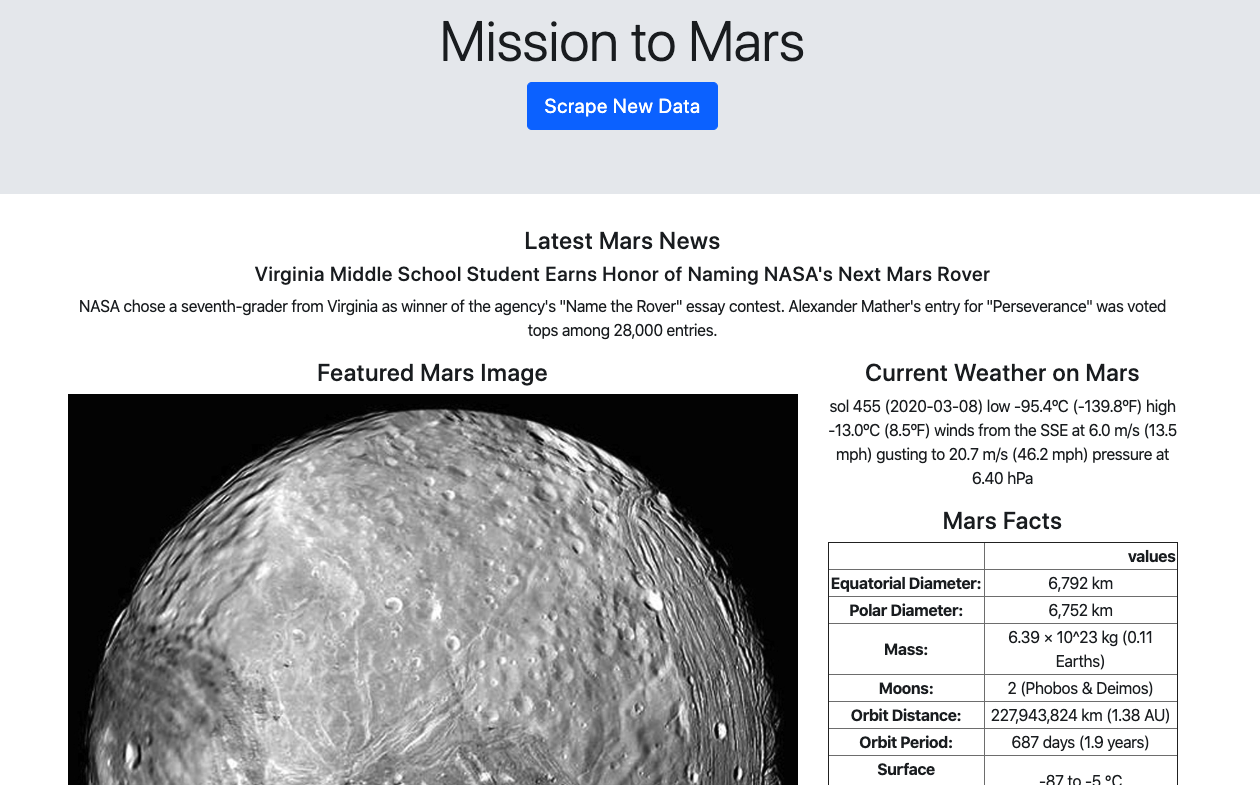 Mission to Mars
Scrape New Data
Latest Mars News
Virginia Middle School Student Earns Honor of Naming NASA's Next Mars Rover
NASA chose a seventh-grader from Virginia as winner of the agency's "Name the Rover" essay contest. Alexander Mather's entry for "Perseverance" was voted
tops among 28,000 entries.
Featured Mars Image
Current Weather on Mars
sol 455 (2020-03-08) low -95.4ºC (-139.8ºF) high
-13.0ºC (8.5ºF) winds from the SSE at 6.0 m/s (13.5
mph) gusting to 20.7 m/s (46.2 mph) pressure at
6.40 hPa
Mars Facts
values
Equatorial Diameter: 6,792 km
Polar Diameter: 6,752 km
Mass: 6.39 × 10^23 kg (0.11
Earths)
Moons: 2 (Phobos & Deimos)
Orbit Distance: 227,943,824 km (1.38 AU)
Orbit Period: 687 days (1.9 years)
Surface
-87 to -5 °C